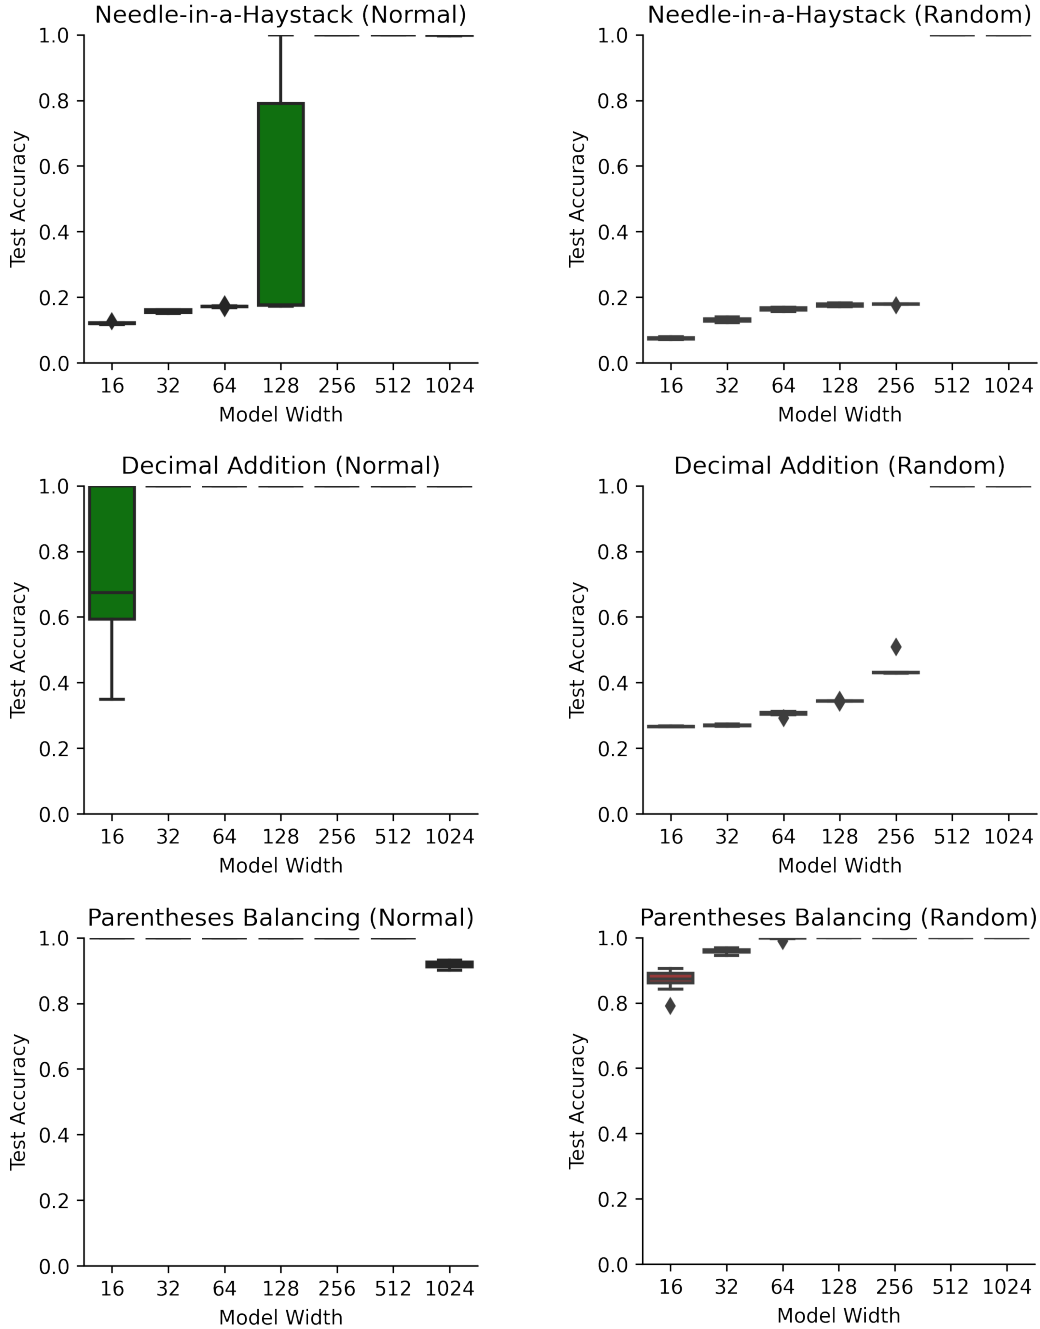 Needle-in-a-Haystack (Normal)
1.0
0.8
0.6
0.4
0.2
0.0
Test Accuracy
16 32 64 128 256 512 1024
Model Width
Needle-in-a-Haystack (Random)
1.0
0.8
0.6
0.4
0.2
0.0
Test Accuracy
16 32 64 128 256 512 1024
Model Width
Decimal Addition (Normal)
1.0
0.8
0.6
0.4
0.2
0.0
Test Accuracy
16 32 64 128 256 512 1024
Model Width
Decimal Addition (Random)
1.0
0.8
0.6
0.4
0.2
0.0
Test Accuracy
16 32 64 128 256 512 1024
Model Width
Parentheses Balancing (Normal)
1.0
0.8
0.6
0.4
0.2
0.0
Test Accuracy
16 32 64 128 256 512 1024
Model Width
Parentheses Balancing (Random)
1.0
0.8
0.6
0.4
0.2
0.0
Test Accuracy
16 32 64 128 256 512 1024
Model Width